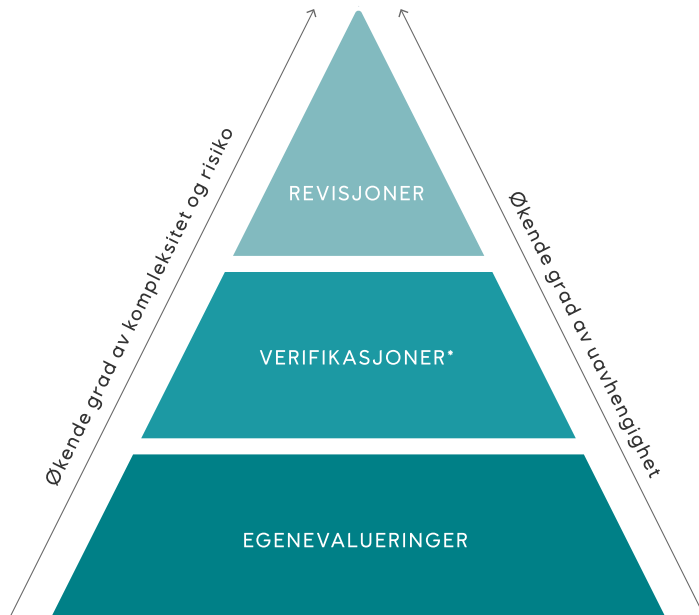 Økende grad av kompleksitet og risiko
Økende grad av uavhengighet
REVISJONER
VERIFIKASJONER*
EGENEVALUERINGER